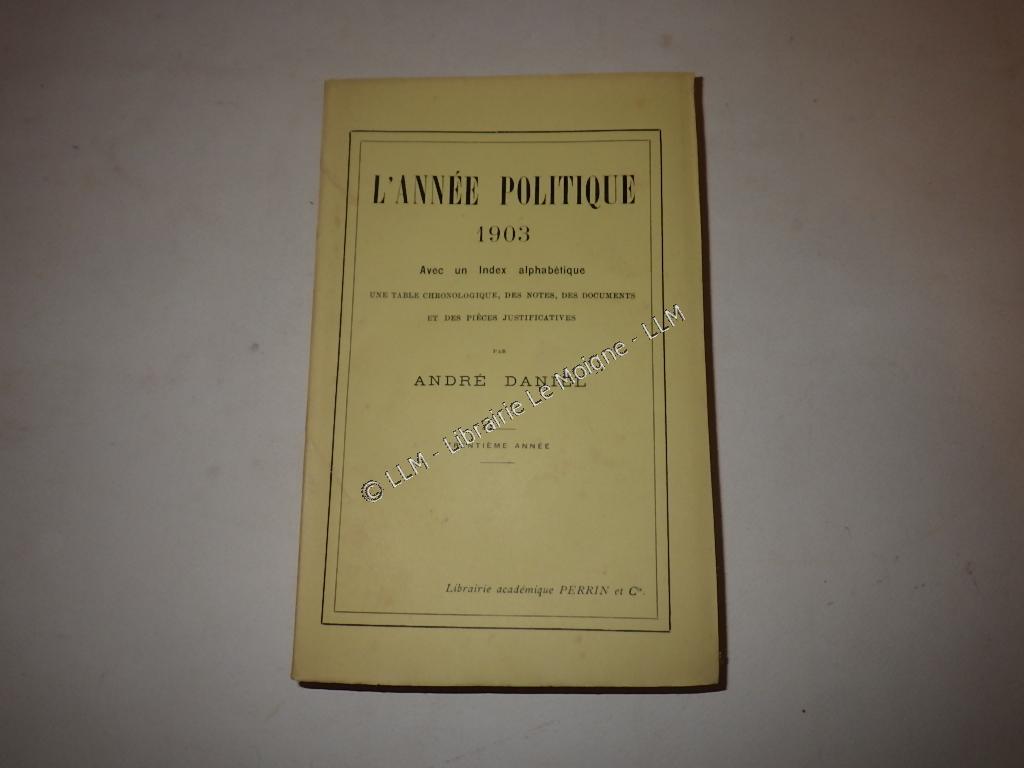 L'ANNÉE POLITIQUE
1903
Avec un Index alphabétique
UNE TABLE CHRONOLOGIQUE, DES NOTES, DES DOCUMENTS
ET DES PIÈCES JUSTIFICATIVES
PAR
ANDRÉ DANIEL
ANNÉE
Librairie académique PERRIN et Cie.
© LLM - Librairie Le Moigne - LLM